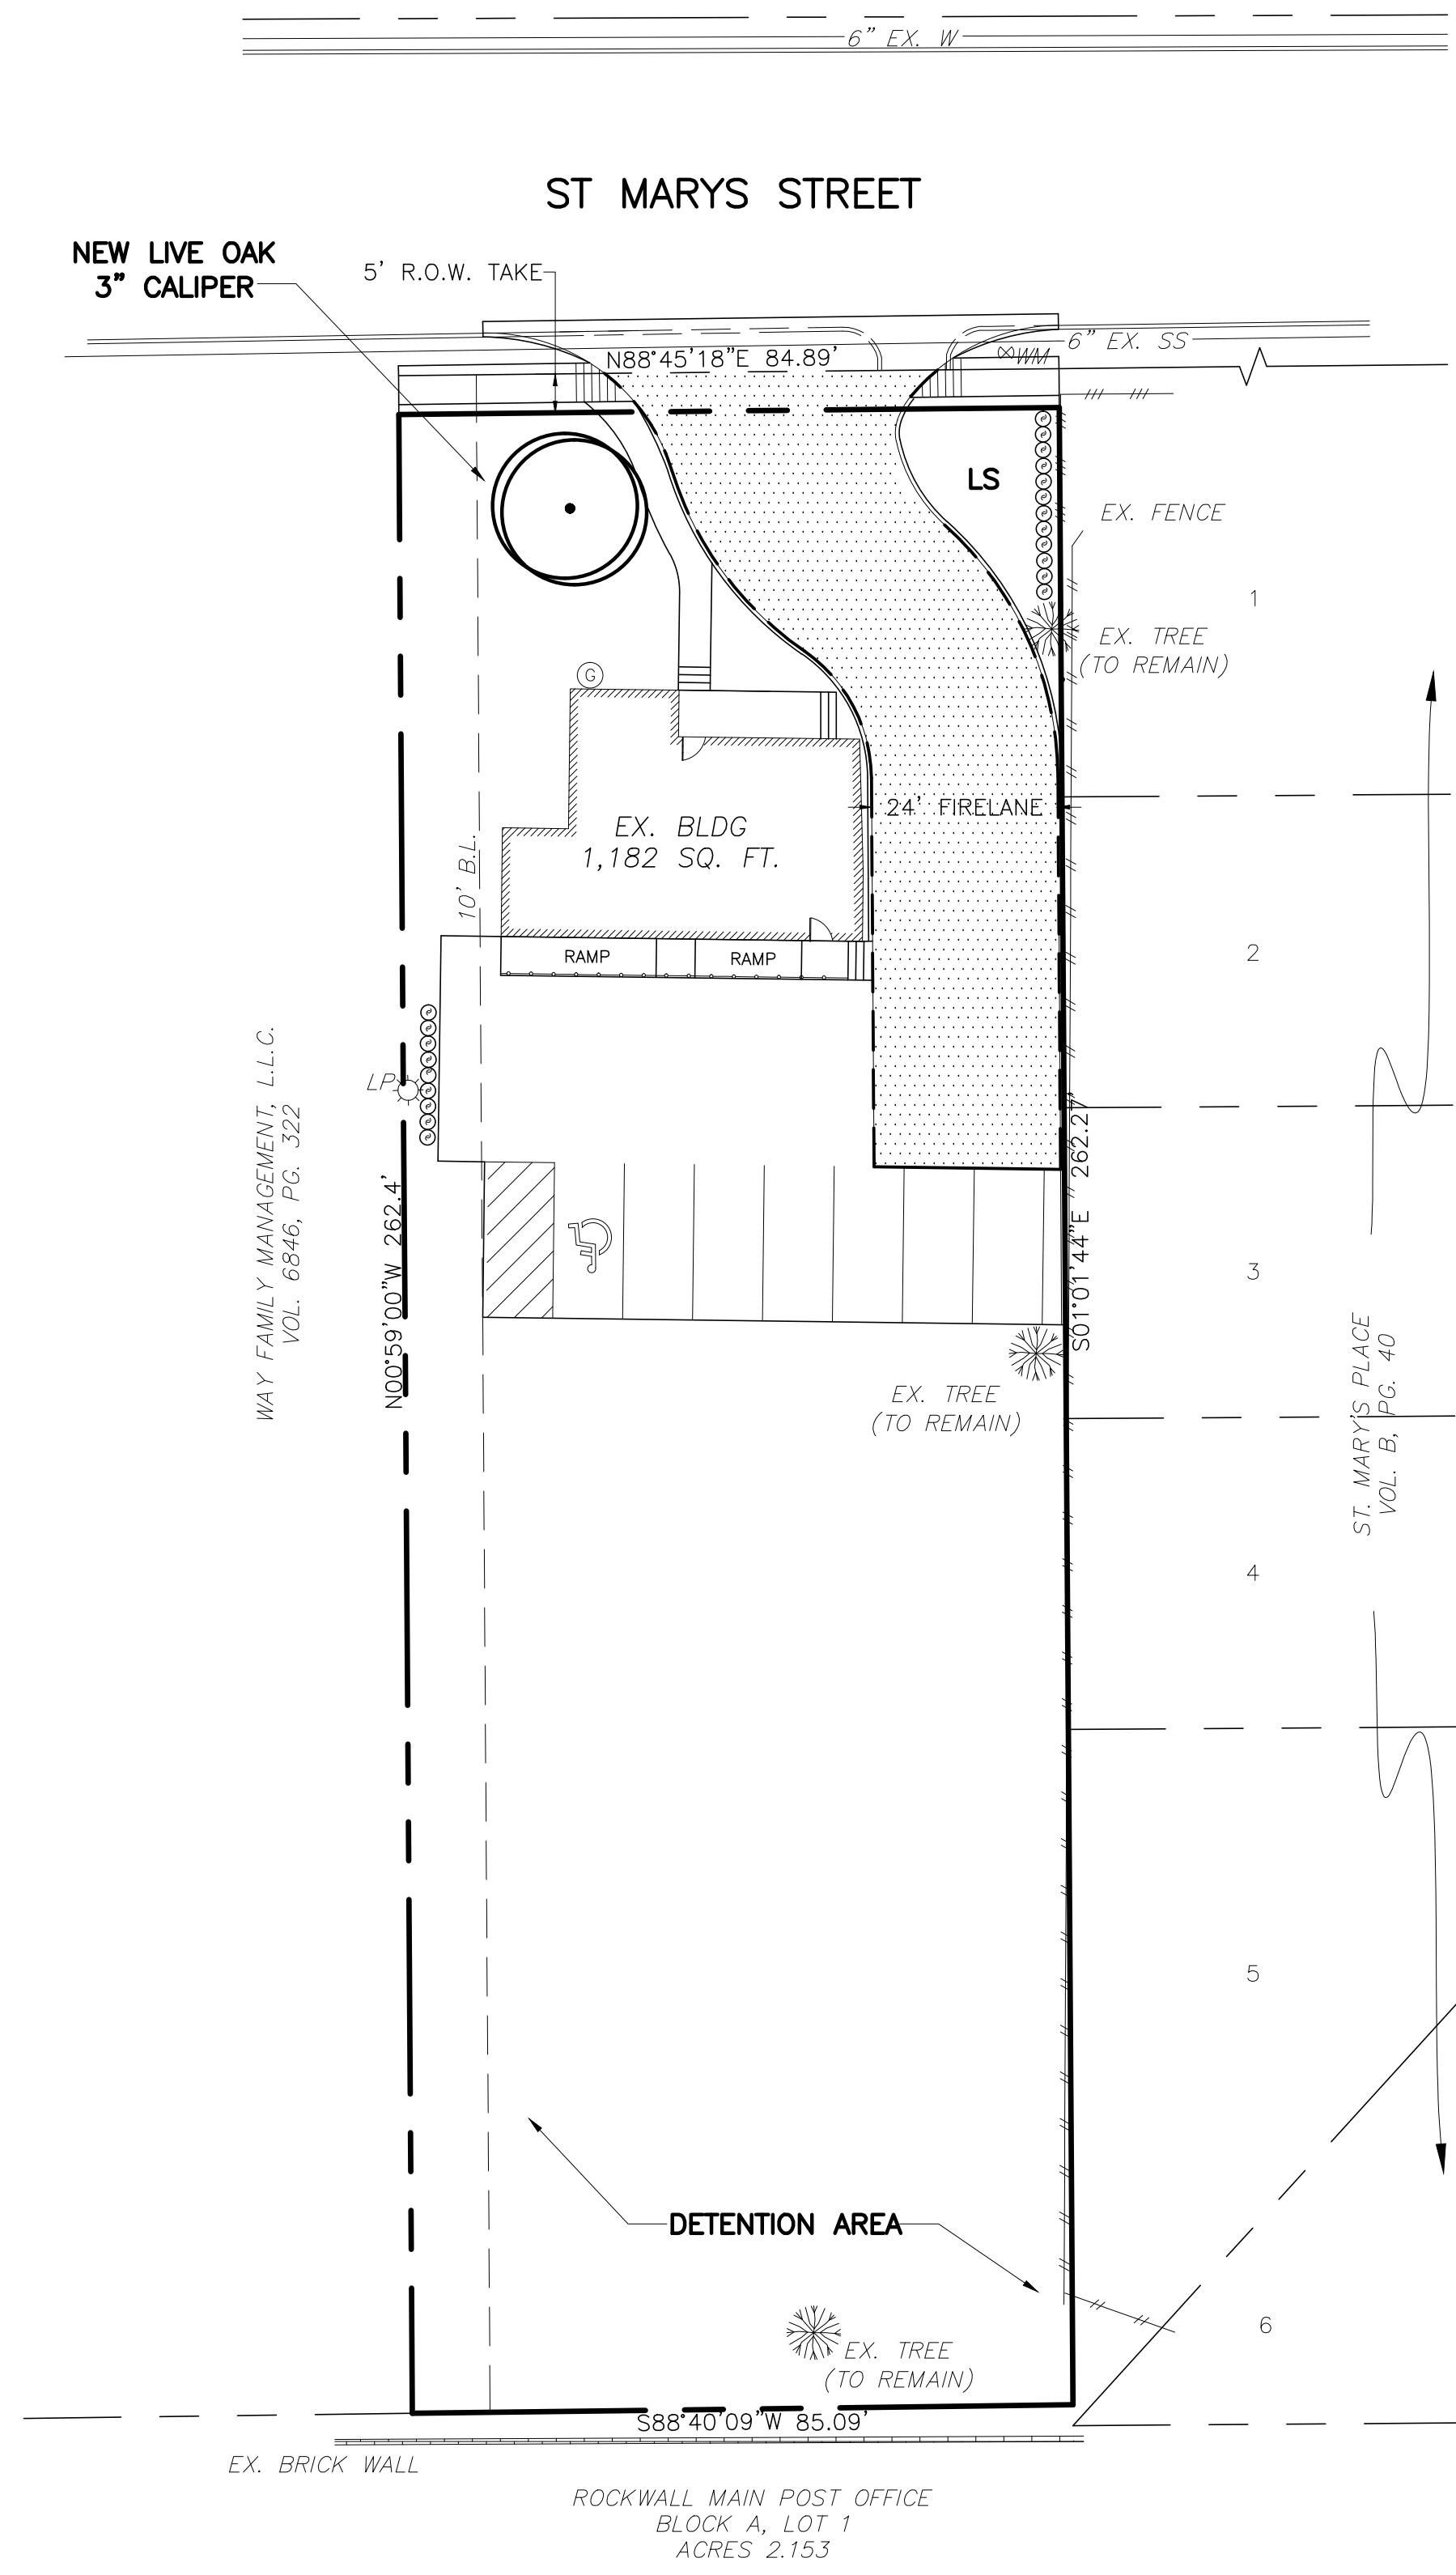 6" EX. W
ST MARYS STREET
NEW LIVE OAK
3" CALIPER
5' R.O.W. TAKE
6" EX. SS
WM
N88°45'18"E 84.89'
LS
EX. FENCE
1
EX. TREE
(TO REMAIN)
G
24' FIRELANE
EX. BLDG
1,182 SQ. FT.
10' B.L.
2
RAMP
RAMP
LP
WAY FAMILY MANAGEMENT, L.L.C.
VOL. 6846, PG. 322
N00°59'00"W 262.4'
S01°01'44"E 262.27'
3
EX. TREE
(TO REMAIN)
ST. MARY'S PLACE
VOL. B, PG. 40
4
5
DETENTION AREA
6
EX. TREE
(TO REMAIN)
S88°40'09"W 85.09'
EX. BRICK WALL
ROCKWALL MAIN POST OFFICE
BLOCK A, LOT 1
ACRES 2.153